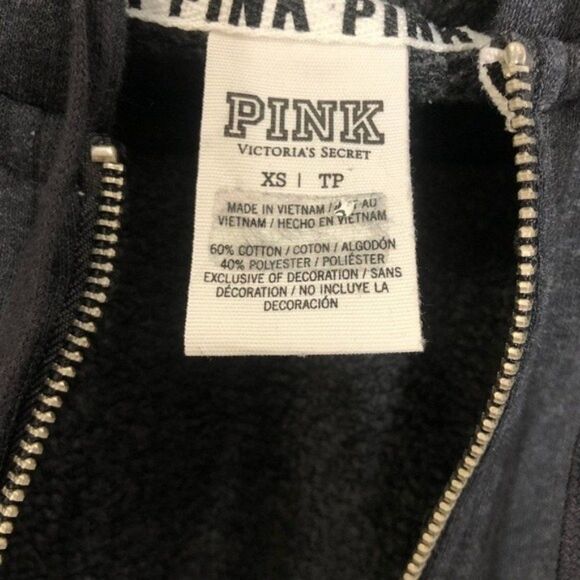 PINK PINK
PINK
VICTORIA'S SECRET
XS | TP
MADE IN VIETNAM / AU
VIETNAM / HECHO EN VIETNAM
60% COTTON / COTON / ALGODÓN
40% POLYESTER / POLIÉSTER
EXCLUSIVE OF DECORATION / SANS
DÉCORATION / NO INCLUYE LA
DECORACIÓN